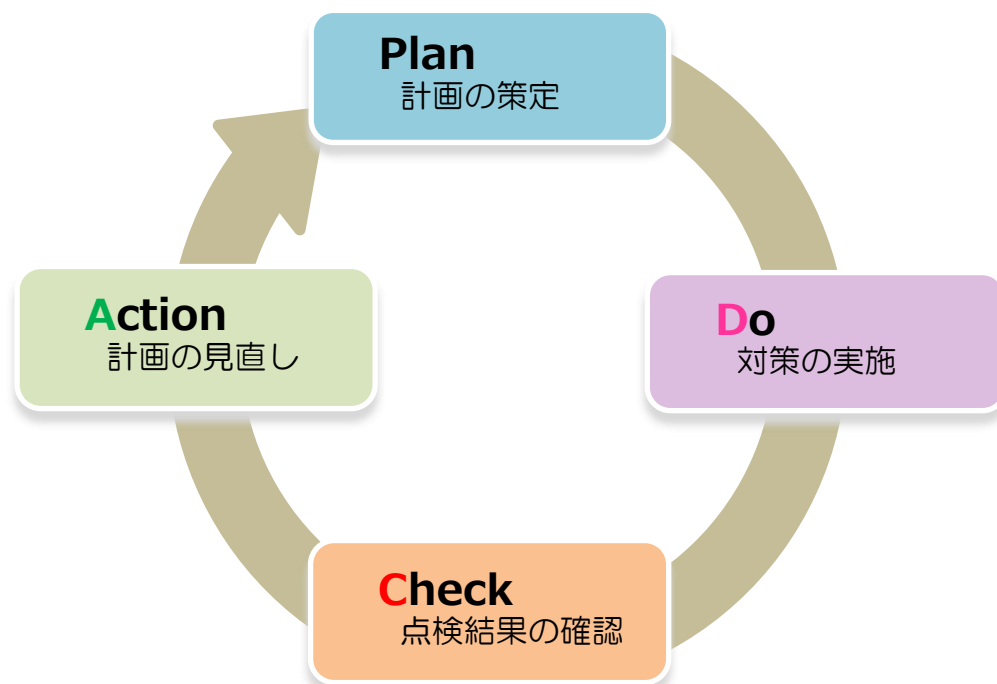 Plan
計画の策定
Do
対策の実施
Check
点検結果の確認
Action
計画の見直し